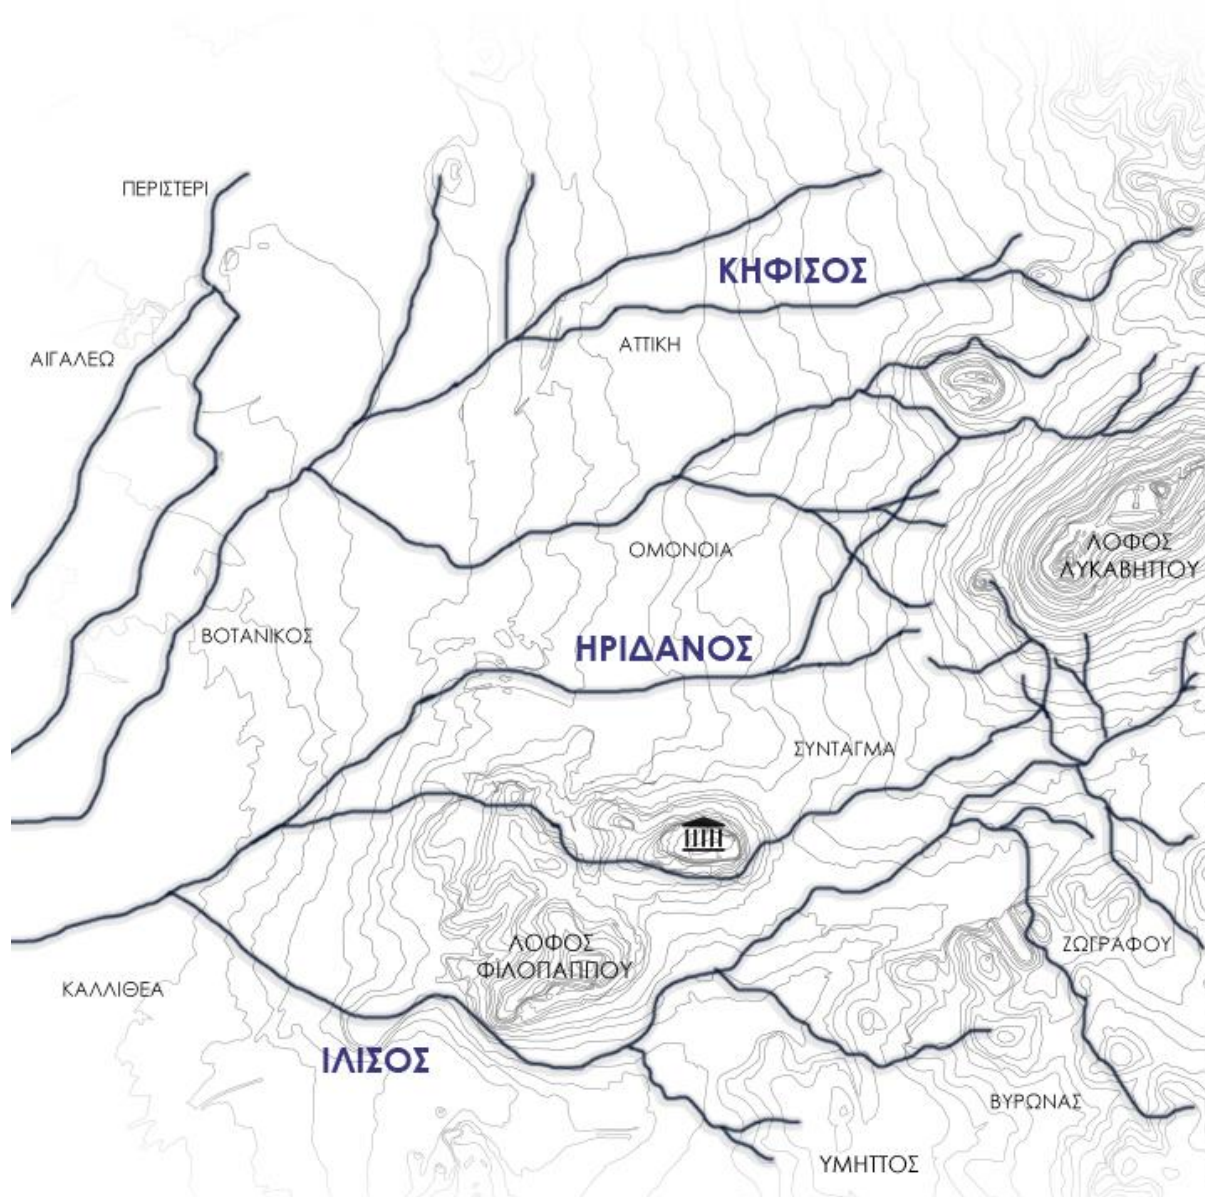 ΠΕΡΙΣΤΕΡΙ
ΚΗΦΙΣΟΣ
ΑΤΤΙΚΗ
ΑΙΓΑΛΕΩ
ΟΜΟΝΟΙΑ
ΛΟΦΟΣ
ΛΥΚΑΒΗΤΤΟΥ
ΒΟΤΑΝΙΚΟΣ
ΗΡΙΔΑΝΟΣ
ΣΥΝΤΑΓΜΑ
ΛΟΦΟΣ
ΦΙΛΟΠΑΠΠΟΥ
ΖΩΓΡΑΦΟΥ
ΚΑΛΛΙΘΕΑ
ΙΛΙΣΟΣ
ΒΥΡΩΝΑΣ
ΥΜΗΤΤΟΣ